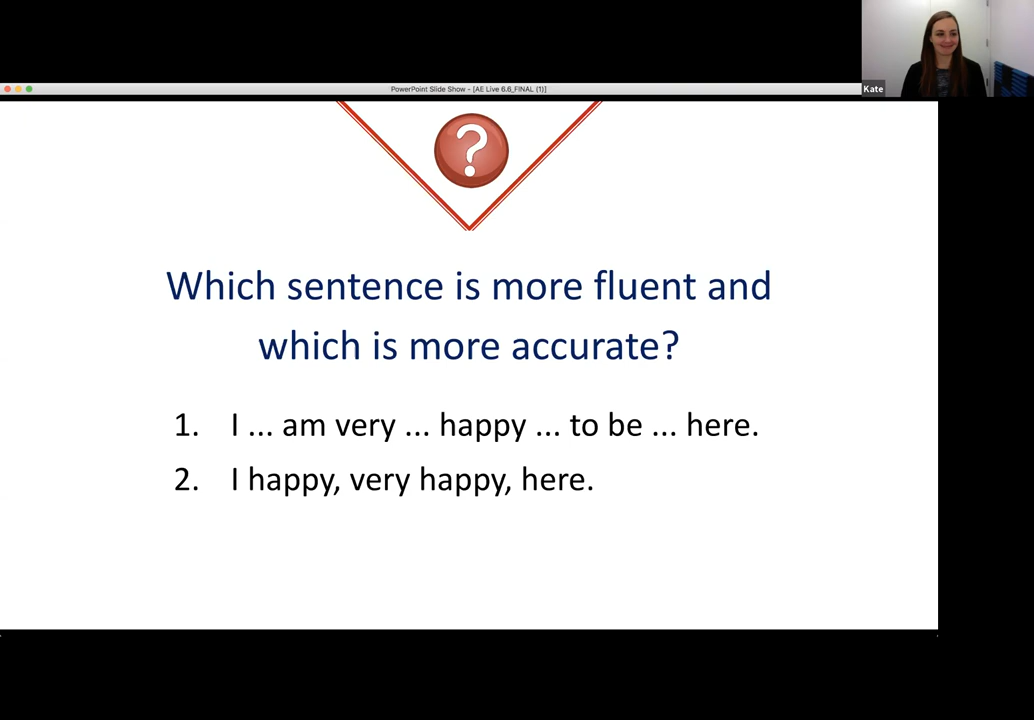 Kate
PowerPoint Slide Show - [AE Live 6.6_FINAL (1)]
?
Which sentence is more fluent and
which is more accurate?
1. I ... am very ... happy ... to be ... here.
2. I happy, very happy, here.